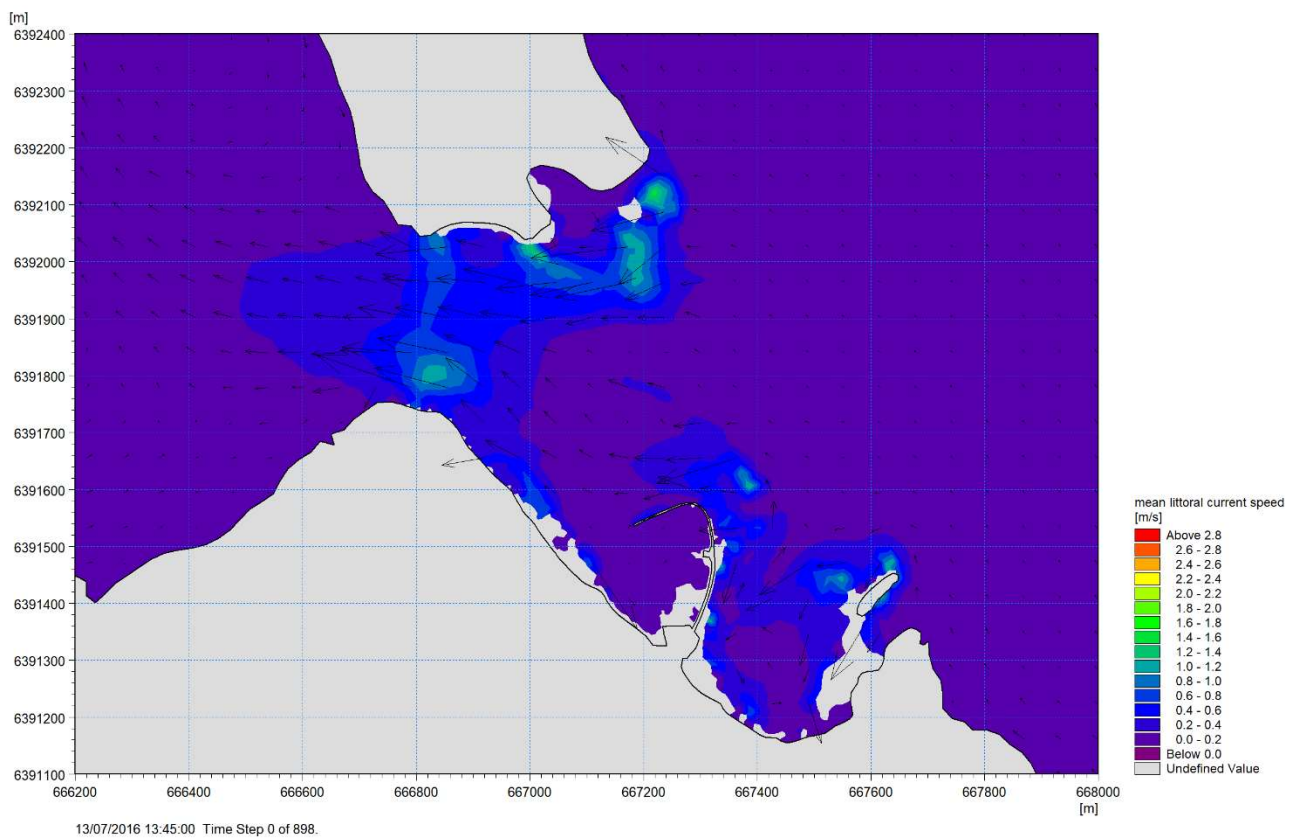 [m]
6392400
6392300
6392200
6392100
6392000
6391900
6391800
6391700
6391600
6391500
6391400
6391300
6391200
6391100
666200 666400 666600 666800 667000 667200 667400 667600 667800 668000
[m]
mean littoral current speed
[m/s]
Above 2.8
2.6 - 2.8
2.4 - 2.6
2.2 - 2.4
2.0 - 2.2
1.8 - 2.0
1.6 - 1.8
1.4 - 1.6
1.2 - 1.4
1.0 - 1.2
0.8 - 1.0
0.6 - 0.8
0.4 - 0.6
0.2 - 0.4
0.0 - 0.2
Below 0.0
Undefined Value
13/07/2016 13:45:00 Time Step 0 of 898.